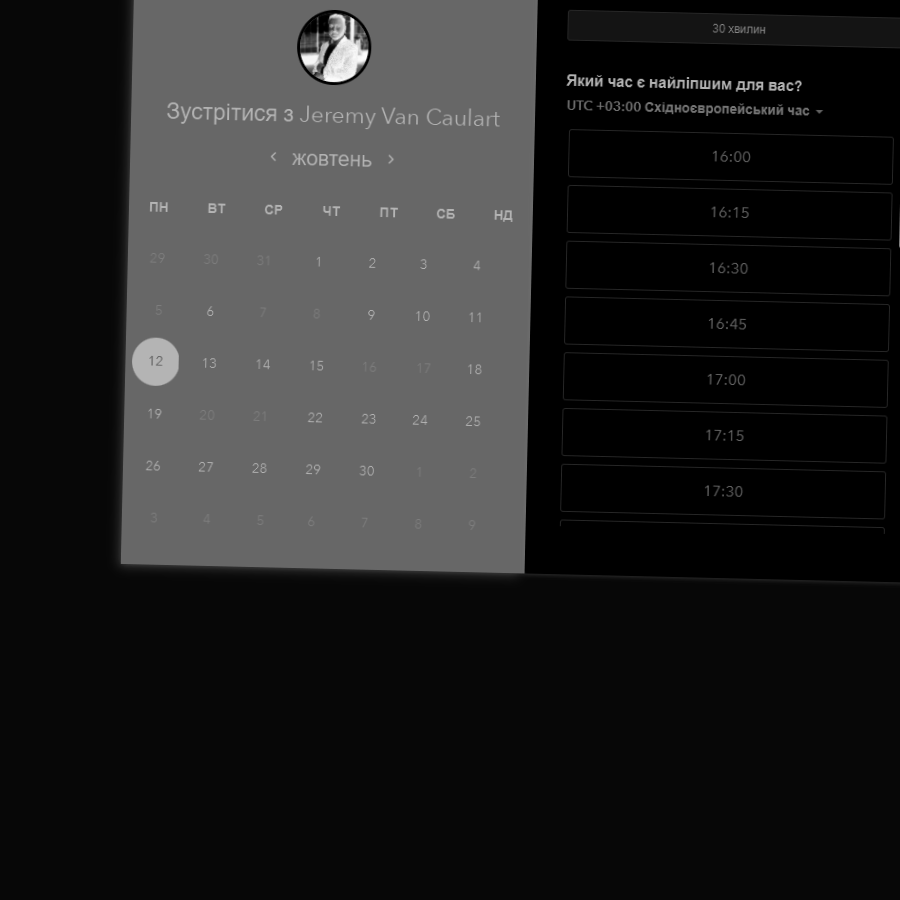 Зустрітися з Jeremy Van Caulart
жовтень
ПН ВТ СР ЧТ ПТ СБ НД
29 30 31 1 2 3 4
5 6 7 8 9 10 11
12 13 14 15 16 17 18
19 20 21 22 23 24 25
26 27 28 29 30 1 2
3 4 5 6 7 8 9
30 хвилин
Який час є найліпшим для вас?
UTC +03:00 Східноєвропейський час
16:00
16:15
16:30
16:45
17:00
17:15
17:30